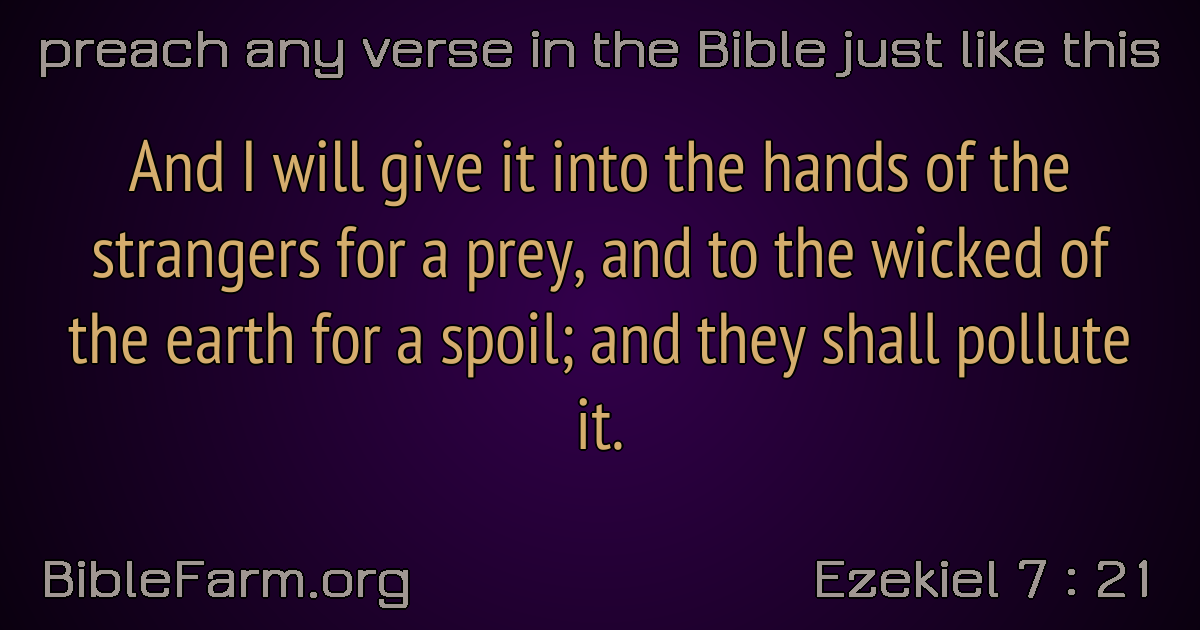 preach any verse in the Bible just like this
And I will give it into the hands of the
strangers for a prey, and to the wicked of
the earth for a spoil; and they shall pollute
it.
BibleFarm.org
Ezekiel 7 : 21